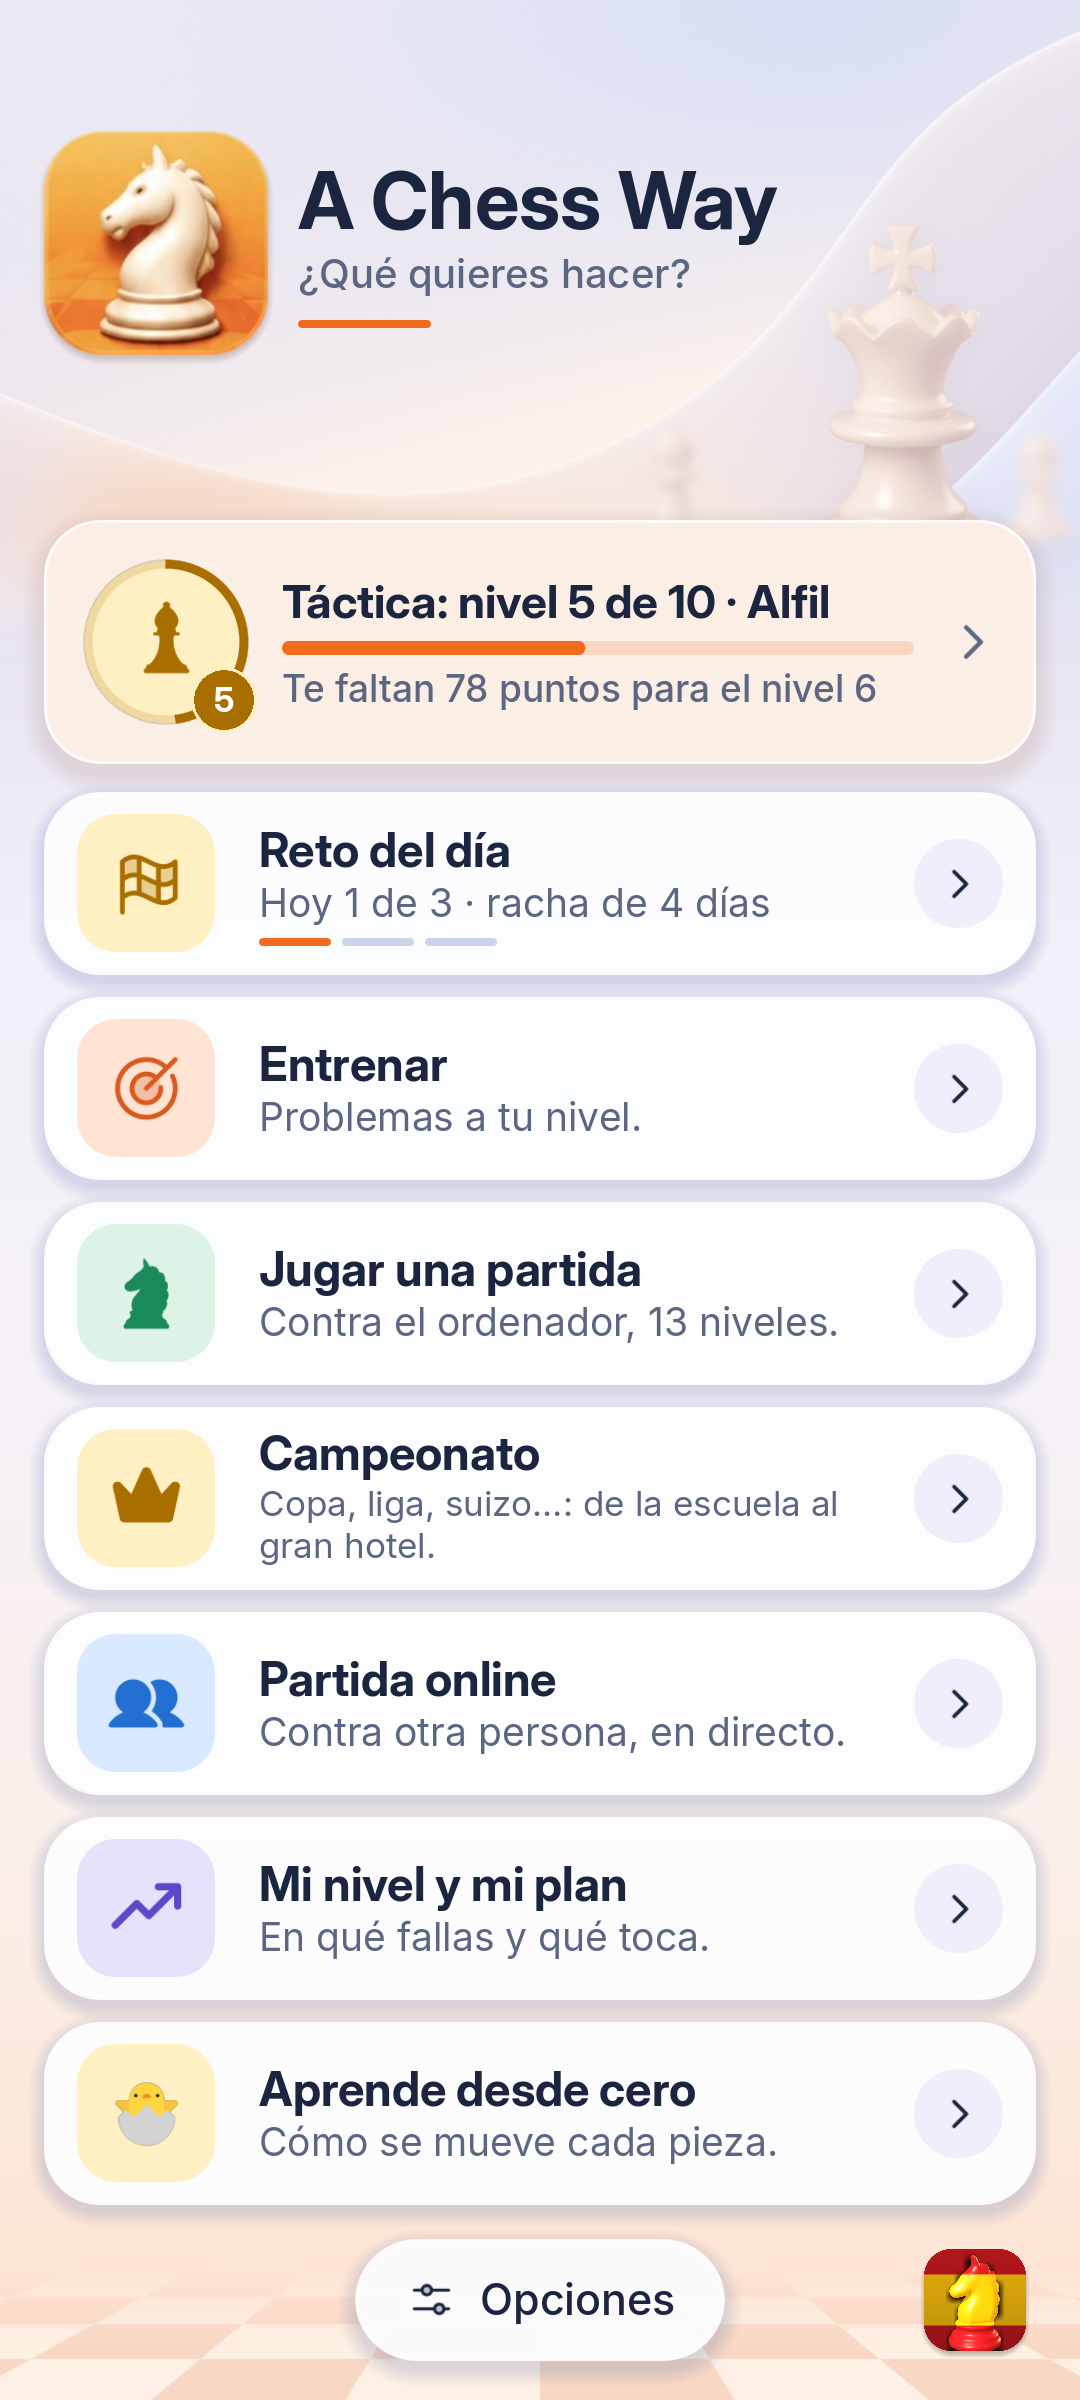 A Chess Way
¿Qué quieres hacer?
Táctica: nivel 5 de 10 · Alfil
5
Te faltan 78 puntos para el nivel 6
Reto del día
Hoy 1 de 3 · racha de 4 días
Entrenar
Problemas a tu nivel.
Jugar una partida
Contra el ordenador, 13 niveles.
Campeonato
Copa, liga, suizo...: de la escuela al
gran hotel.
Partida online
Contra otra persona, en directo.
Mi nivel y mi plan
En qué fallas y qué toca.
Aprende desde cero
Cómo se mueve cada pieza.
Opciones